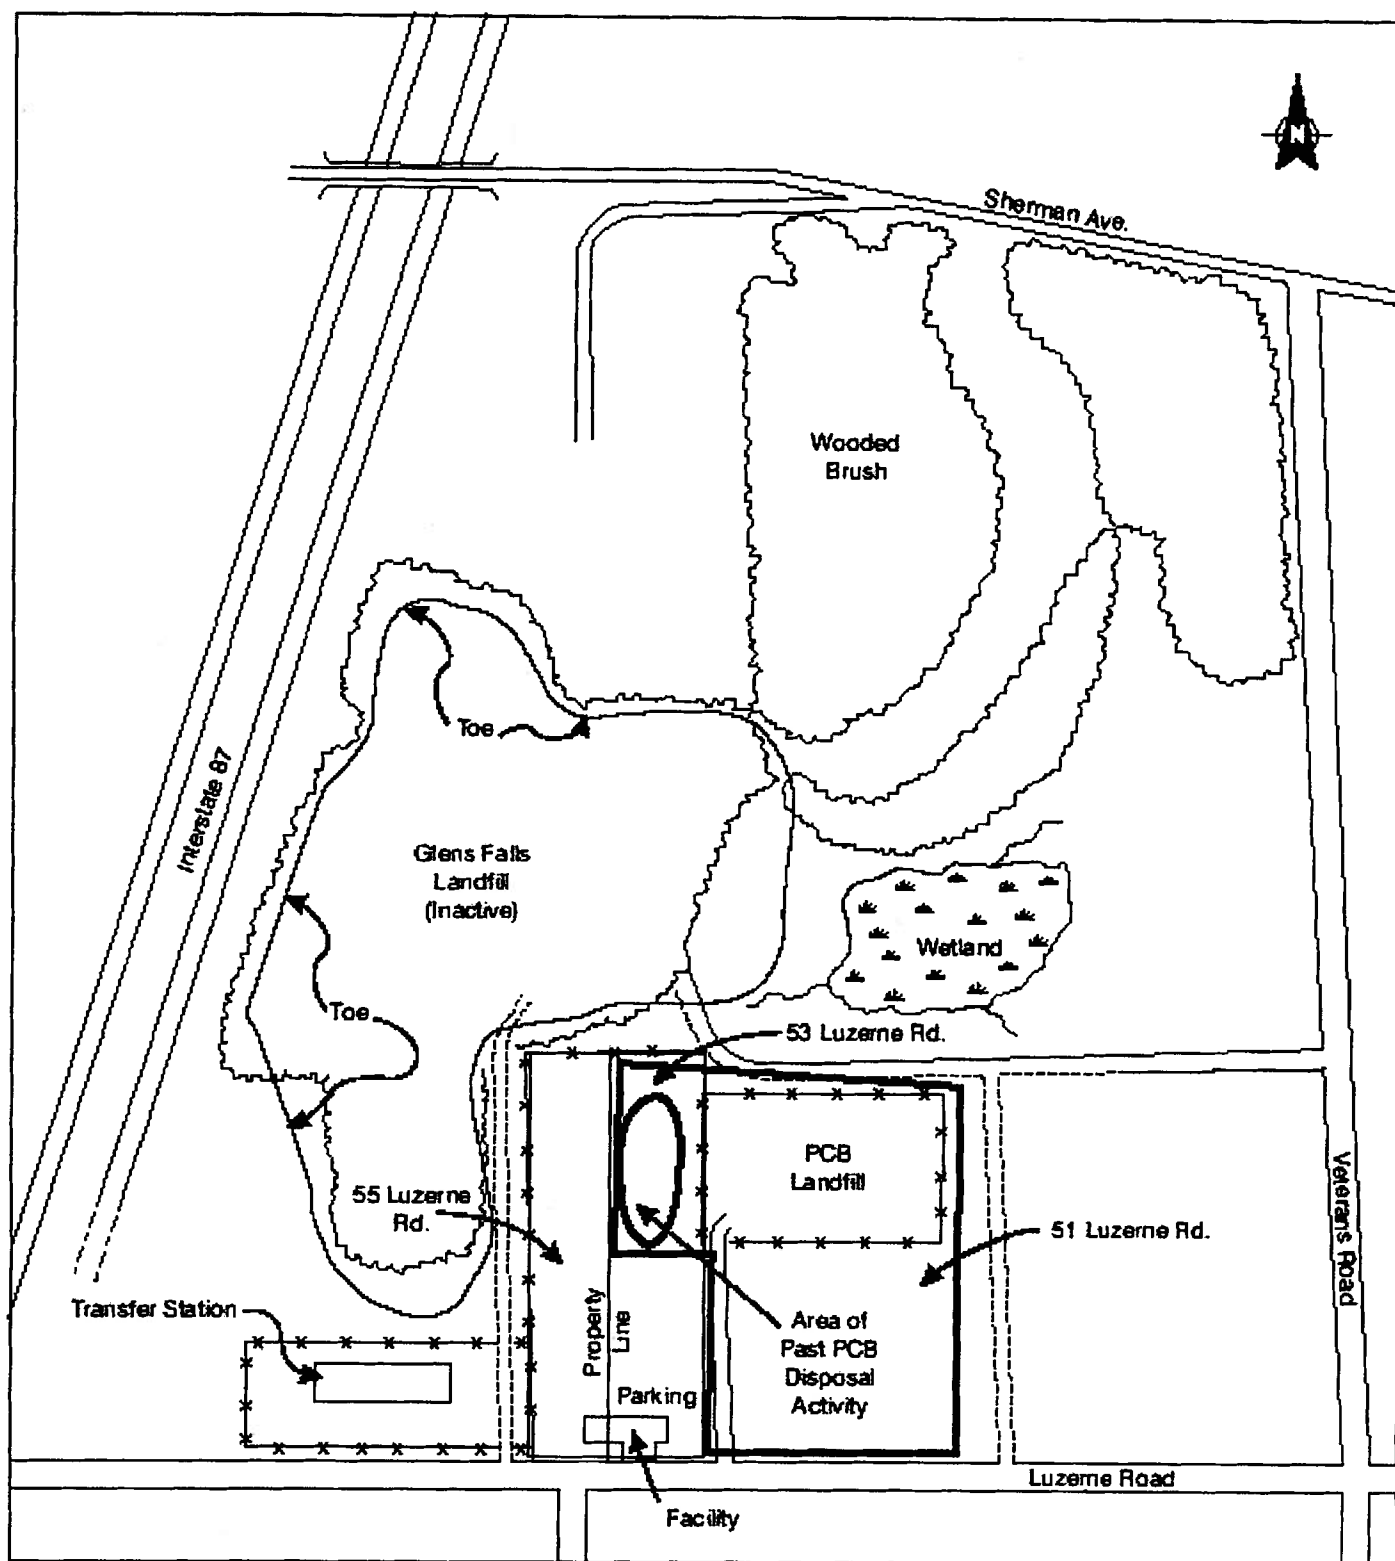 N
Sherman Ave.
Wooded
Brush
Toe
Interstate 87
Glens Falls
Landfill
(Inactive)
Wetland
Toe
53 Luzerne Rd.
PCB
Landfill
55 Luzerne
Rd.
51 Luzerne Rd.
Veterans Road
Transfer Station
Property
Line
Area of
Past PCB
Disposal
Activity
Parking
Luzerne Road
Facility